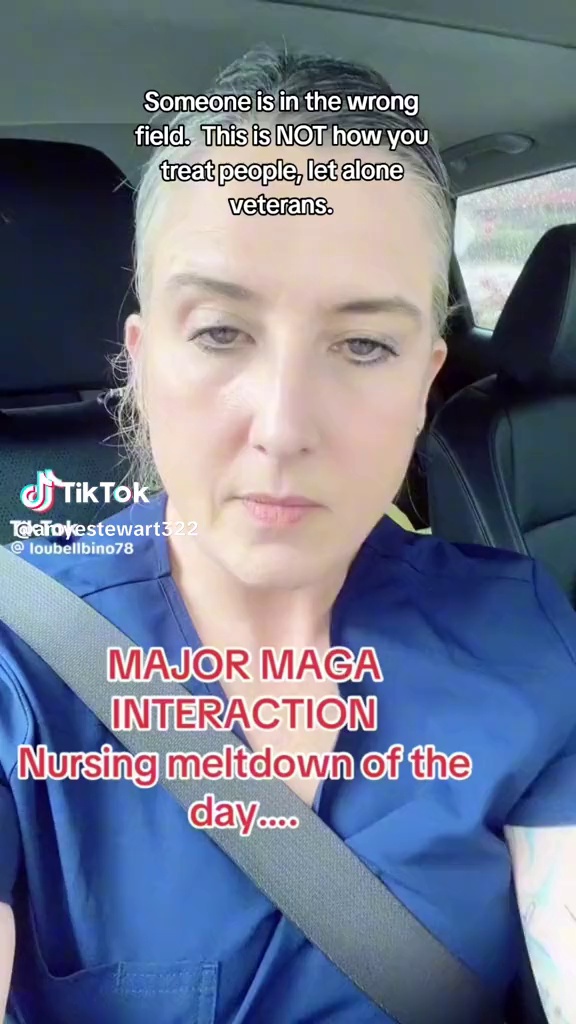 Someone is in the wrong
field. This is NOT how you
treat people, let alone
veterans.
TikTok
TikTok
@ loubellbino78
MAJOR MAGA
INTERACTION
Nursing meltdown of the
day....